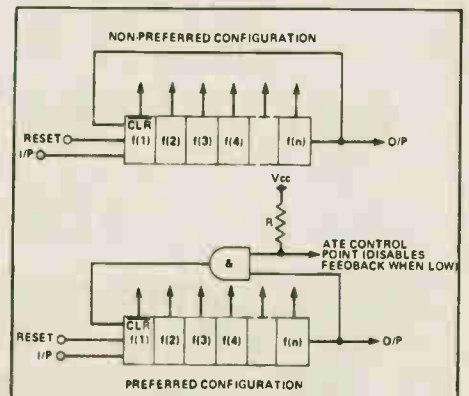 NON-PREFERRED CONFIGURATION
CLR
RESET
f(1) f(2) f(3) f(4) f(n)
O/P
I/P
Vcc
R
ATE CONTROL
POINT (DISABLES
FEEDBACK WHEN LOW)
&
CLR
RESET
f(1) f(2) f(3) f(4) f(n)
O/P
I/P
PREFERRED CONFIGURATION